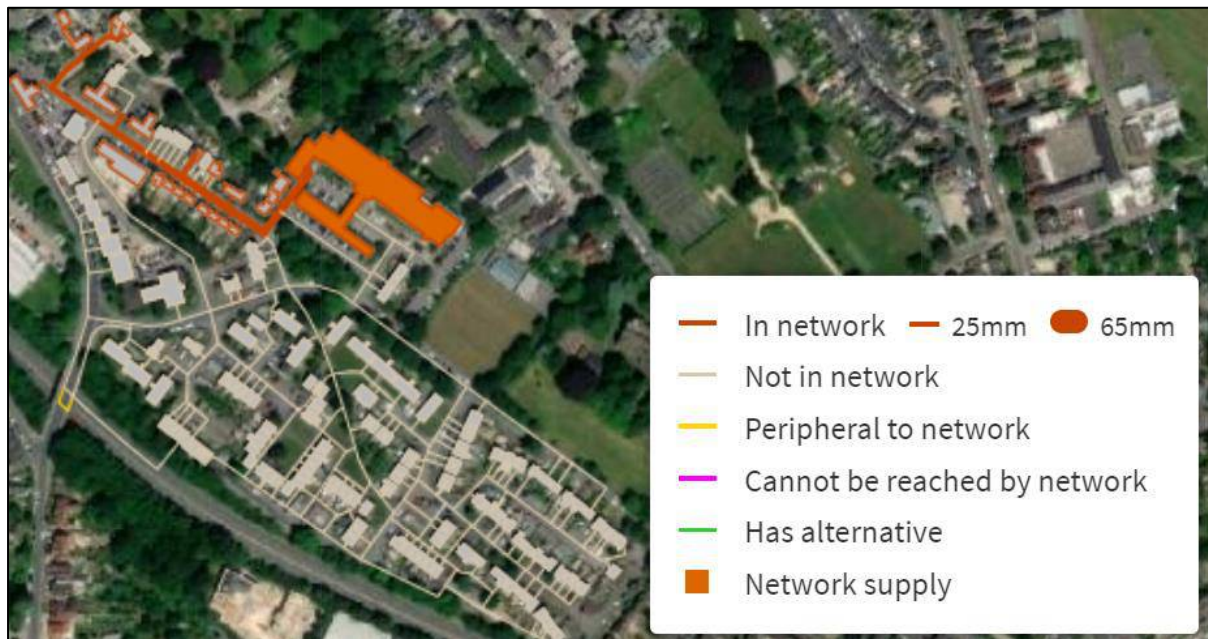 In network 25mm 65mm
Not in network
Peripheral to network
Cannot be reached by network
Has alternative
Network supply